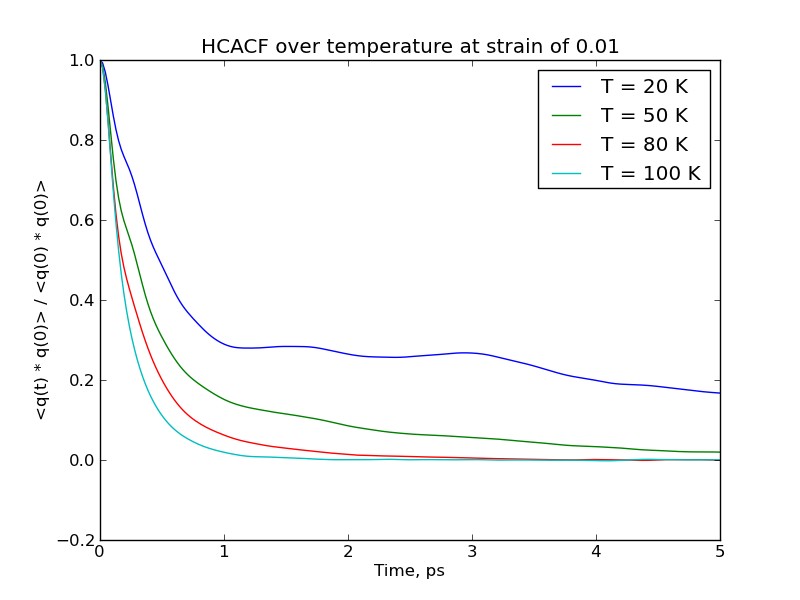 HCACF over temperature at strain of 0.01
1.0
0.8
0.6
0.4
0.2
0.0
−0.2
<q(t) * q(0)> / <q(0) * q(0)>
T = 20 K
T = 50 K
T = 80 K
T = 100 K
0 1 2 3 4 5
Time, ps